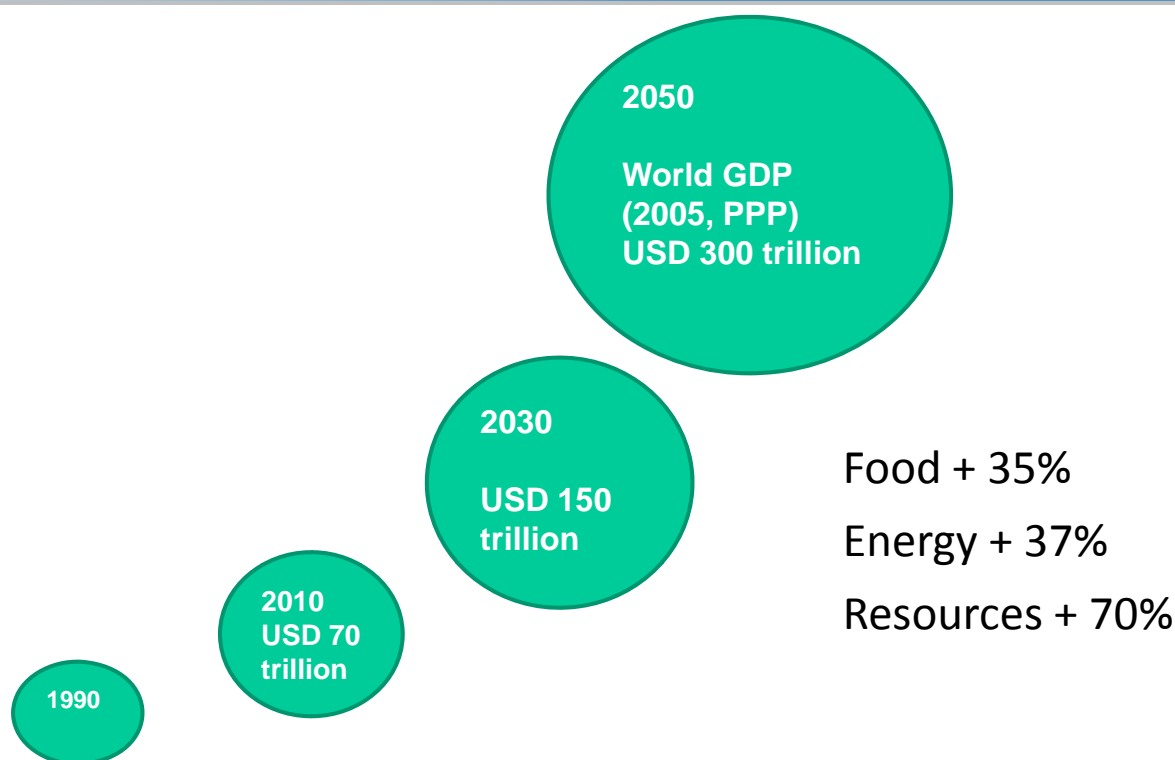 2050
World GDP
(2005, PPP)
USD 300 trillion
2030
USD 150
trillion
Food + 35%
Energy + 37%
Resources + 70%
2010
USD 70
trillion
1990